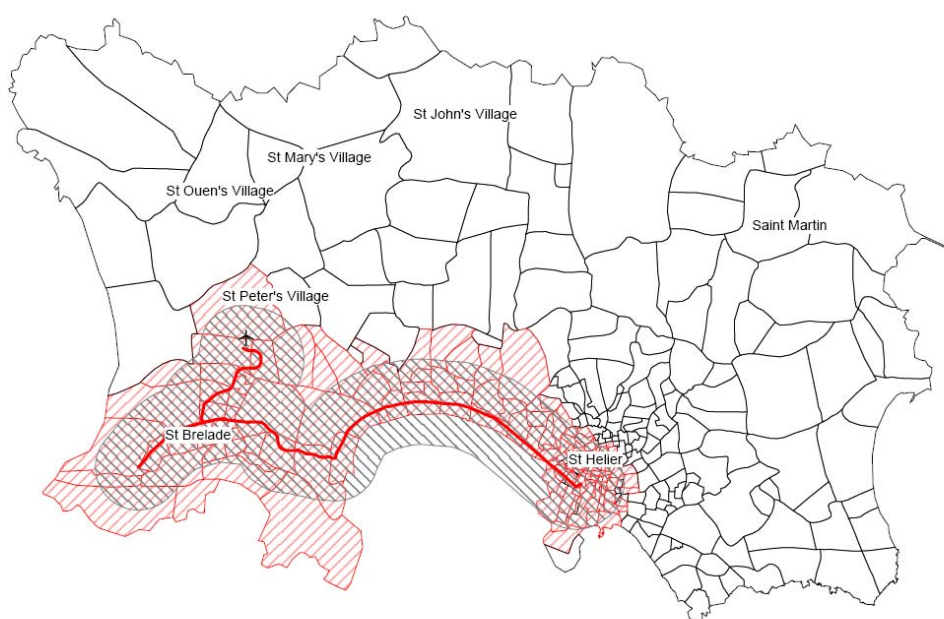 St John's Village
St Mary's Village
St Ouen's Village
Saint Martin
St Peter's Village
St Brelade
St Helier